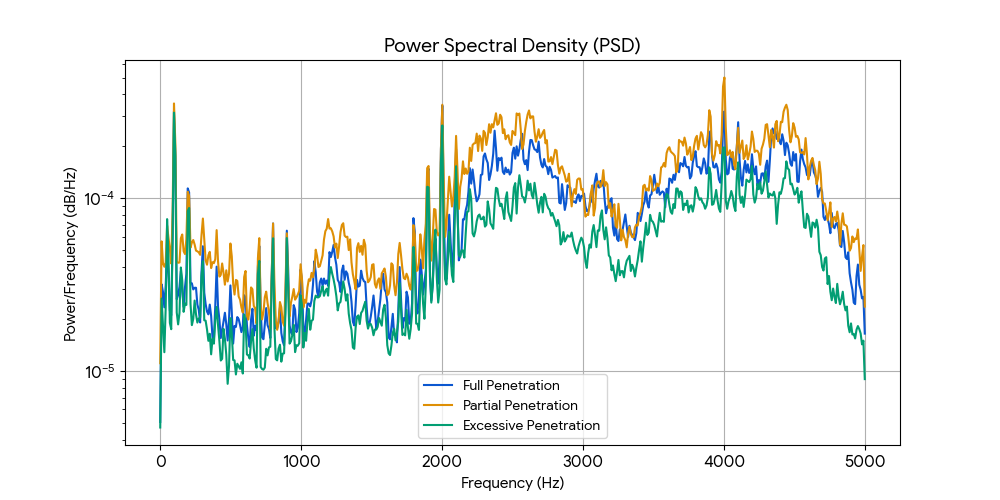 Power Spectral Density (PSD)
Power/Frequency (dB/Hz)
10⁻⁴
10⁻⁵
Full Penetration
Partial Penetration
Excessive Penetration
0 1000 2000 3000 4000 5000
Frequency (Hz)